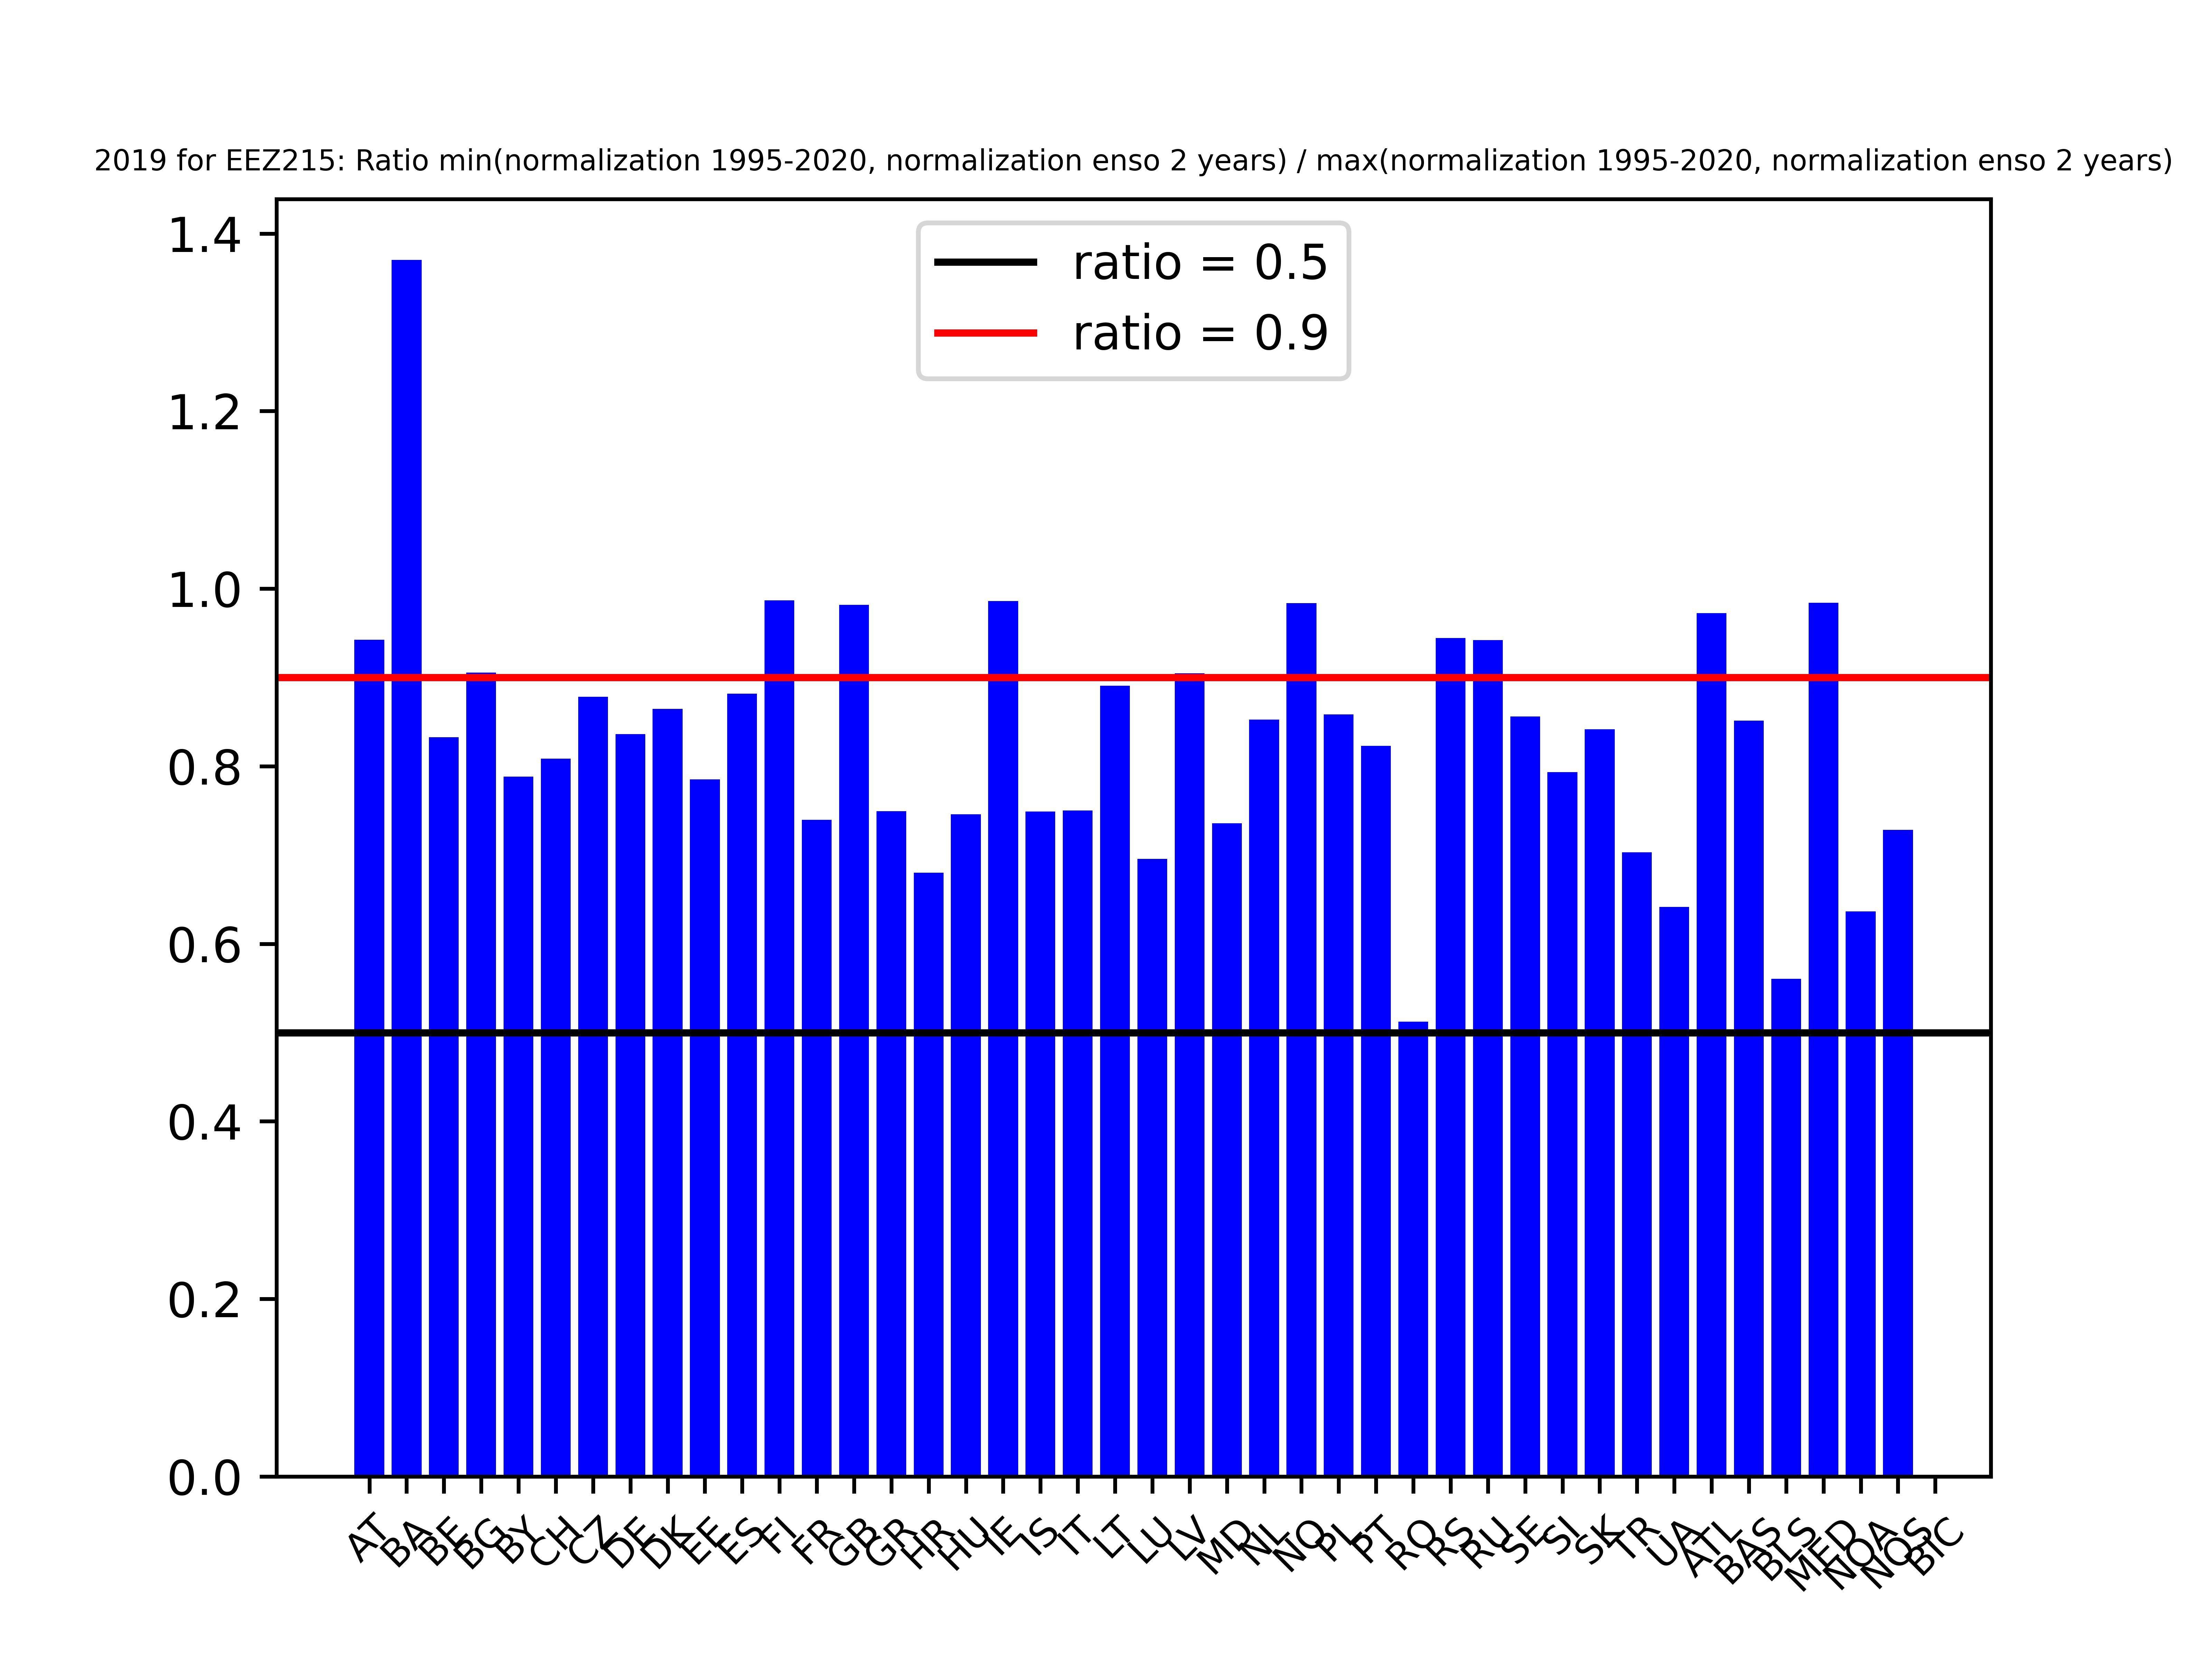 2019 for EEZ215: Ratio min(normalization 1995-2020, normalization enso 2 years) / max(normalization 1995-2020, normalization enso 2 years)
ratio = 0.5
ratio = 0.9
1.4
1.2
1.0
0.8
0.6
0.4
0.2
0.0
AT BA BE BG BY CH CZ DE DK EE ES FI FR GB GR HR HU IE IS IT LT LU LV MD NL NO PL PT RO RS RU SE SI SK TR UA ATL BAS BLS MED NOA NOS BIC